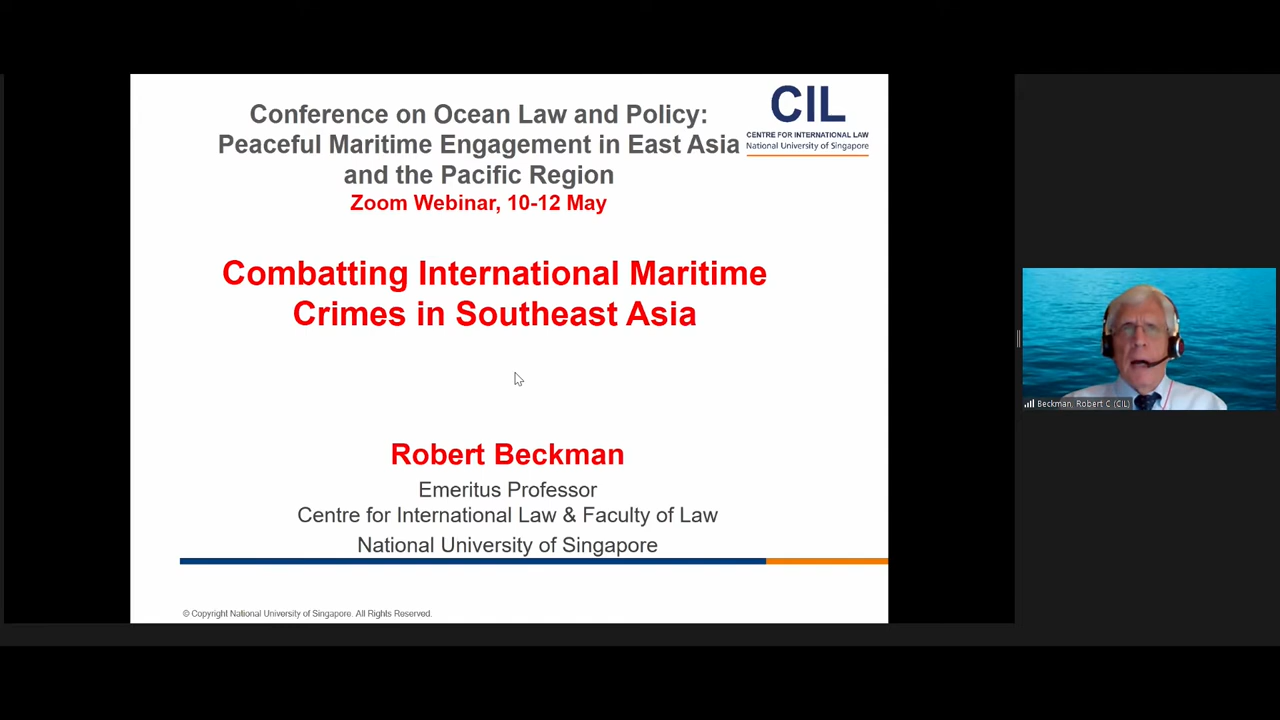 Conference on Ocean Law and Policy:
Peaceful Maritime Engagement in East Asia
and the Pacific Region
Zoom Webinar, 10-12 May
CIL
CENTRE FOR INTERNATIONAL LAW
National University of Singapore
Combatting International Maritime
Crimes in Southeast Asia
Robert Beckman
Emeritus Professor
Centre for International Law & Faculty of Law
National University of Singapore
© Copyright National University of Singapore. All Rights Reserved.
Beckman, Robert C (CIL)